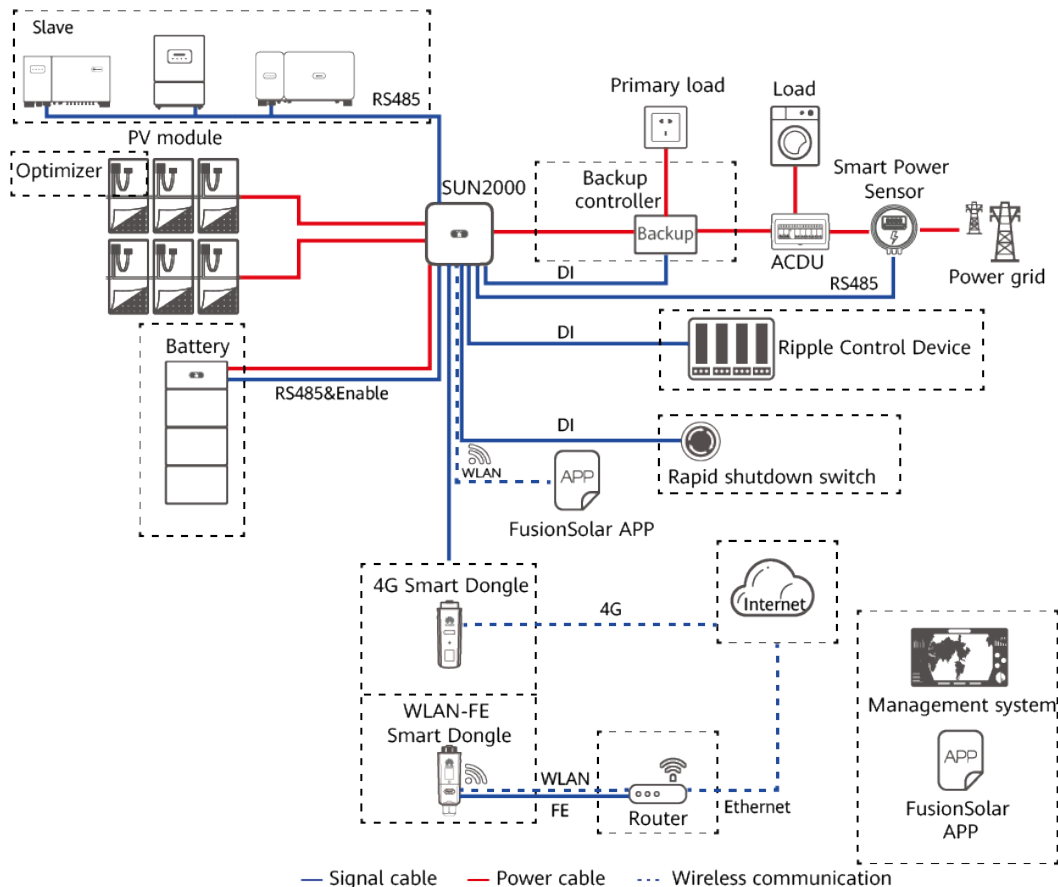 Slave
RS485
PV module
Optimizer
SUN2000
Primary load
Load
Backup
controller
Backup
Smart Power
Sensor
ACDU
Power grid
DI
RS485
Battery
RS485&Enable
DI
Ripple Control Device
DI
Rapid shutdown switch
WLAN
APP
FusionSolar APP
4G Smart Dongle
4G
Internet
WLAN-FE
Smart Dongle
WLAN
FE
Router
Ethernet
Management system
APP
FusionSolar
APP
Signal cable
Power cable
Wireless communication